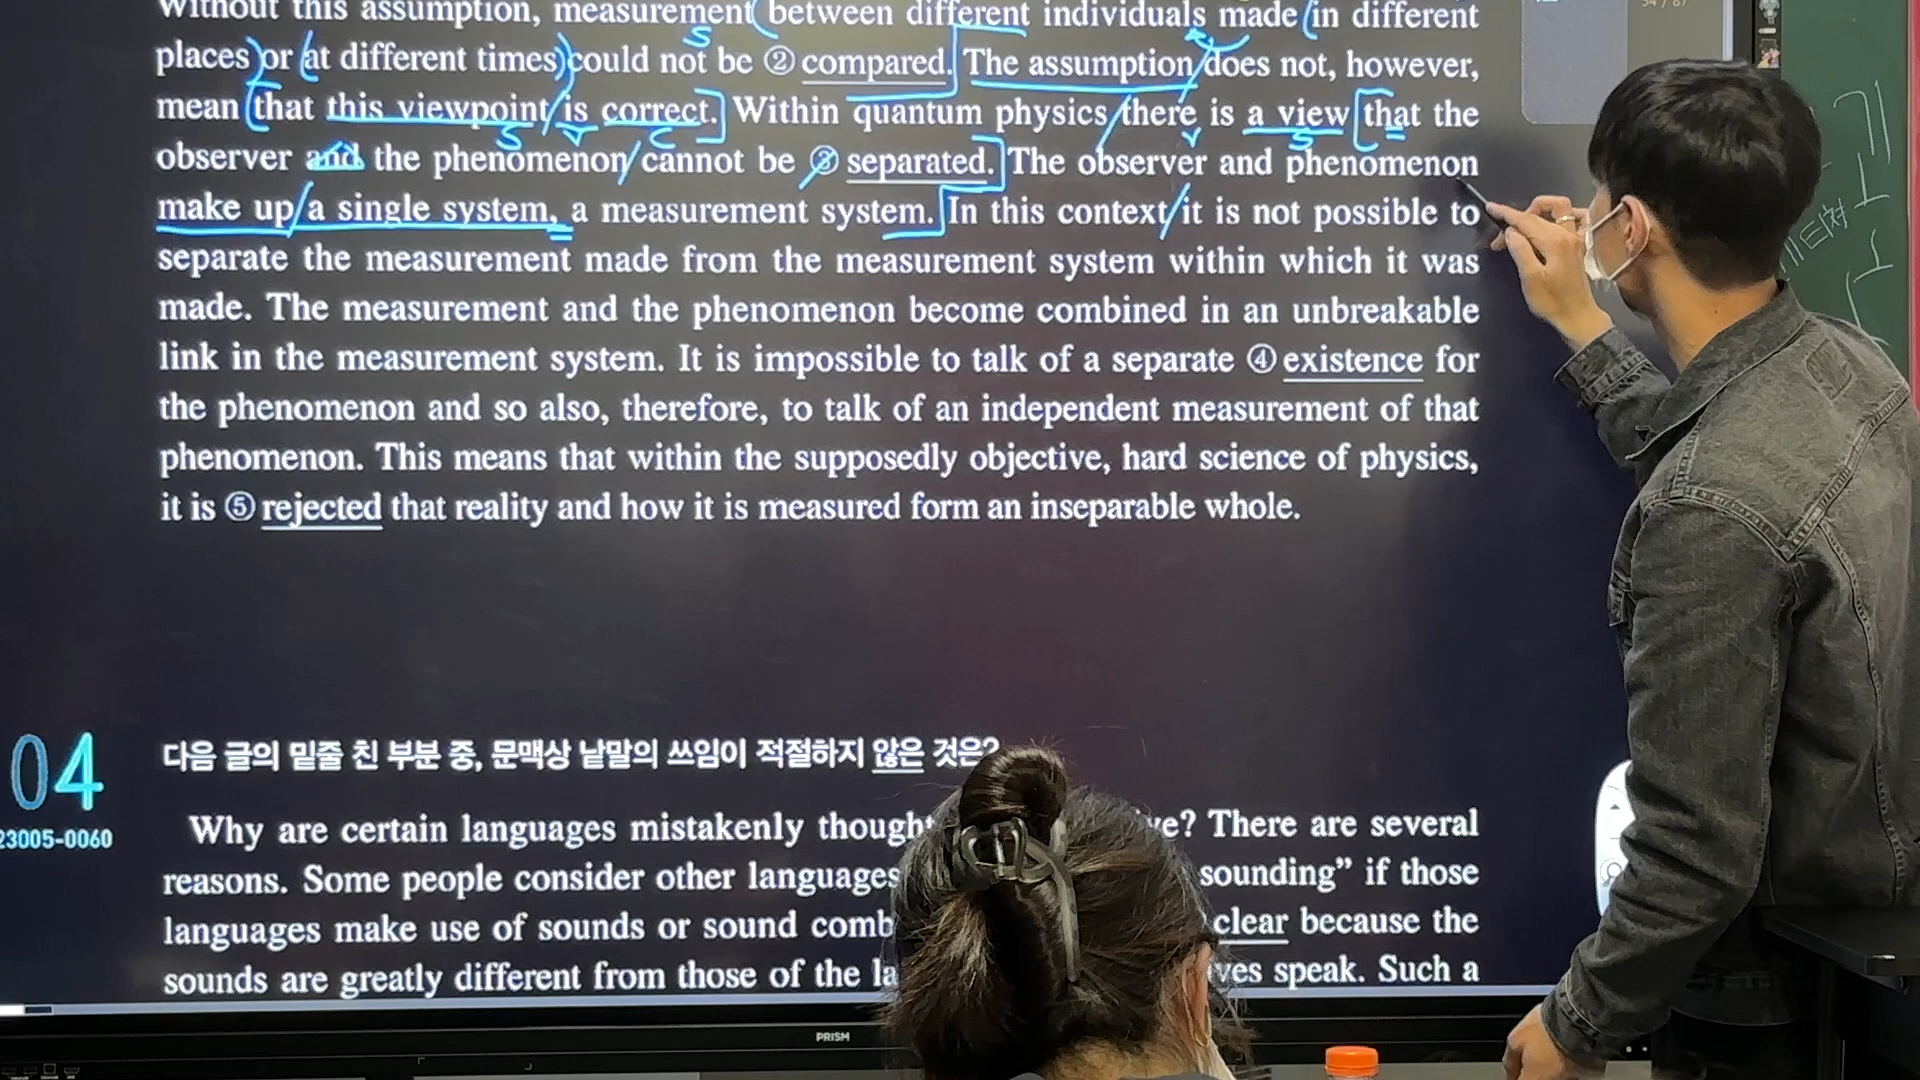 Without this assumption, measurement between different individuals made in different
places or at different times could not be ② compared. The assumption does not, however,
mean that this viewpoint is correct. Within quantum physics there is a view that the
observer and the phenomenon cannot be ③ separated. The observer and phenomenon
make up a single system, a measurement system. In this context it is not possible to
separate the measurement made from the measurement system within which it was
made. The measurement and the phenomenon become combined in an unbreakable
link in the measurement system. It is impossible to talk of a separate ④ existence for
the phenomenon and so also, therefore, to talk of an independent measurement of that
phenomenon. This means that within the supposedly objective, hard science of physics,
it is ⑤ rejected that reality and how it is measured form an inseparable whole.
04
23005-0060
다음 글의 밑줄 친 부분 중, 문맥상 낱말의 쓰임이 적절하지 않은 것은?
Why are certain languages mistakenly thought ? There are several
reasons. Some people consider other languages sounding" if those
languages make use of sounds or sound clear because the
sounds are greatly different from those of the speak. Such a
PRISM